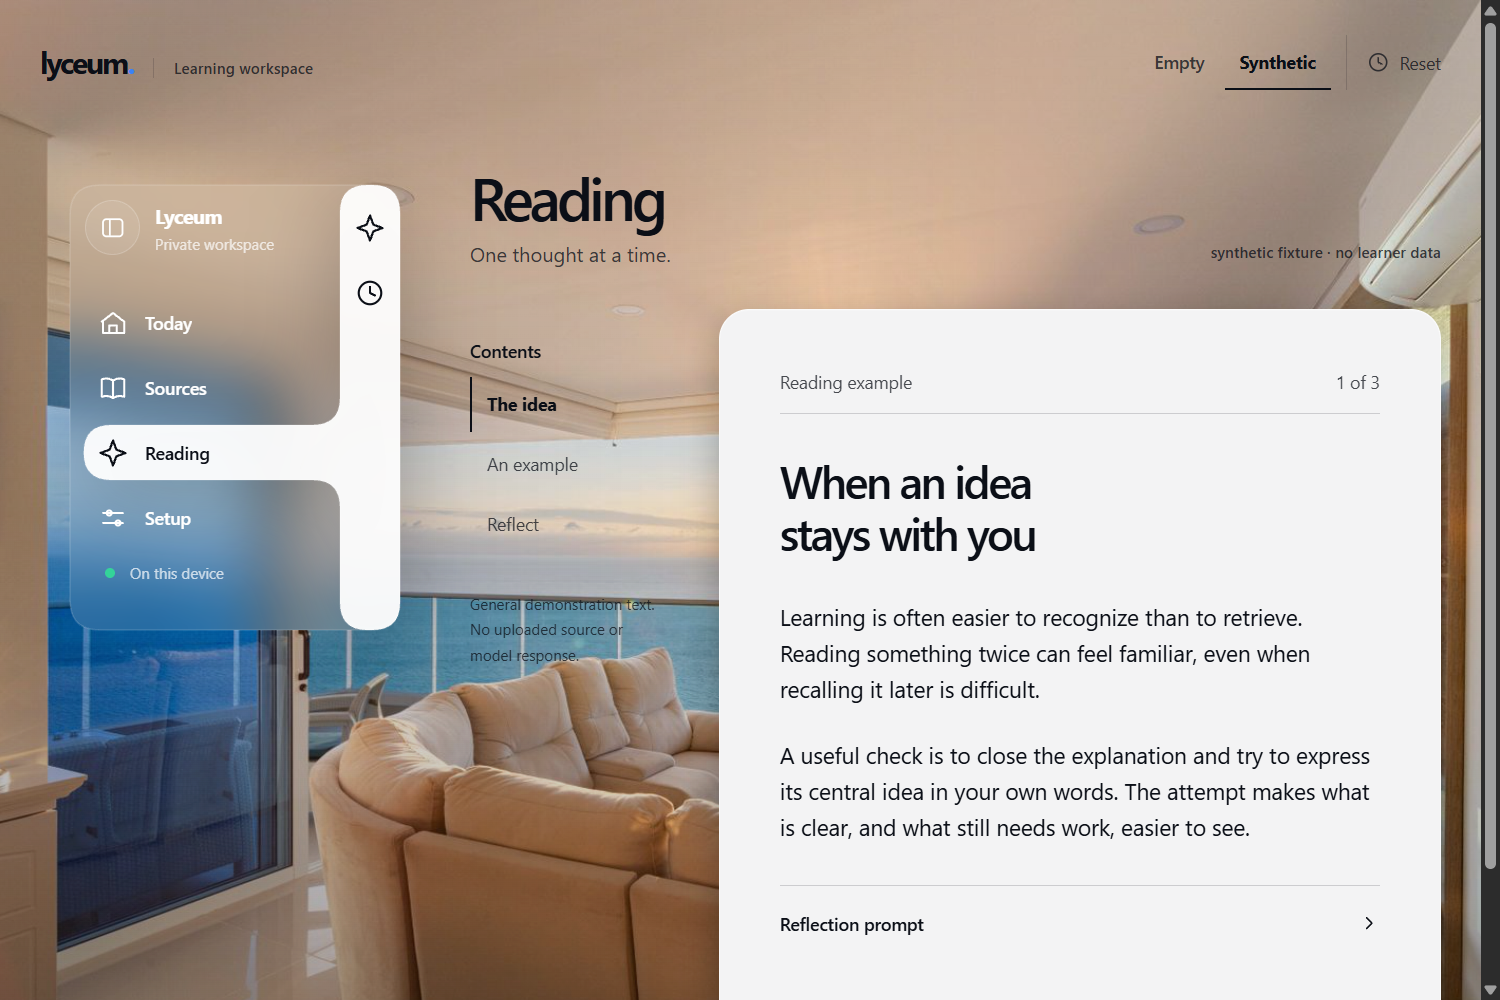 lyceum.
Learning workspace
Empty
Synthetic
Reset
Lyceum
Private workspace
Today
Sources
Reading
Setup
On this device
Reading
One thought at a time.
synthetic fixture · no learner data
Contents
The idea
An example
Reflect
General demonstration text.
No uploaded source or
model response.
Reading example
1 of 3
When an idea
stays with you
Learning is often easier to recognize than to retrieve.
Reading something twice can feel familiar, even when
recalling it later is difficult.
A useful check is to close the explanation and try to express
its central idea in your own words. The attempt makes what
is clear, and what still needs work, easier to see.
Reflection prompt